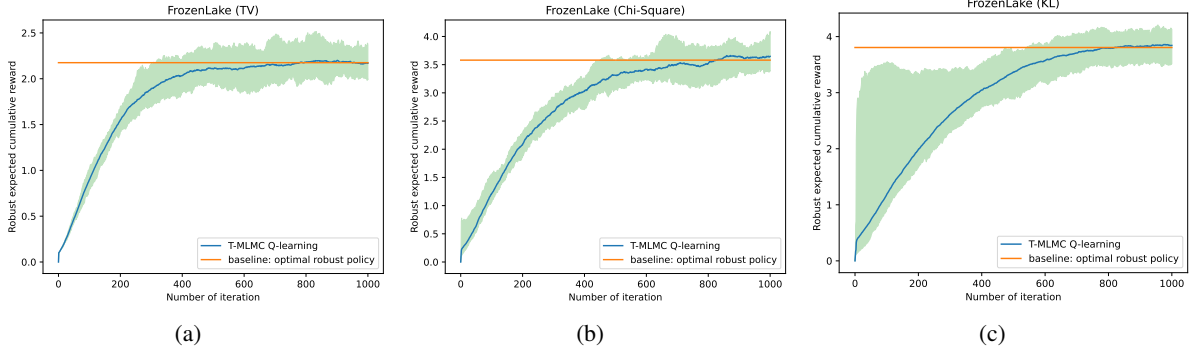 FrozenLake (TV)
2.5
2.0
1.5
1.0
0.5
0.0
Robust expected cumulative reward
T-MLMC Q-learning
baseline: optimal robust policy
0 200 400 600 800 1000
Number of iteration
(a)
FrozenLake (Chi-Square)
4.0
3.5
3.0
2.5
2.0
1.5
1.0
0.5
0.0
Robust expected cumulative reward
T-MLMC Q-learning
baseline: optimal robust policy
0 200 400 600 800 1000
Number of iteration
(b)
FrozenLake (KL)
4
3
2
1
0
Robust expected cumulative reward
T-MLMC Q-learning
baseline: optimal robust policy
0 200 400 600 800 1000
Number of iteration
(c)